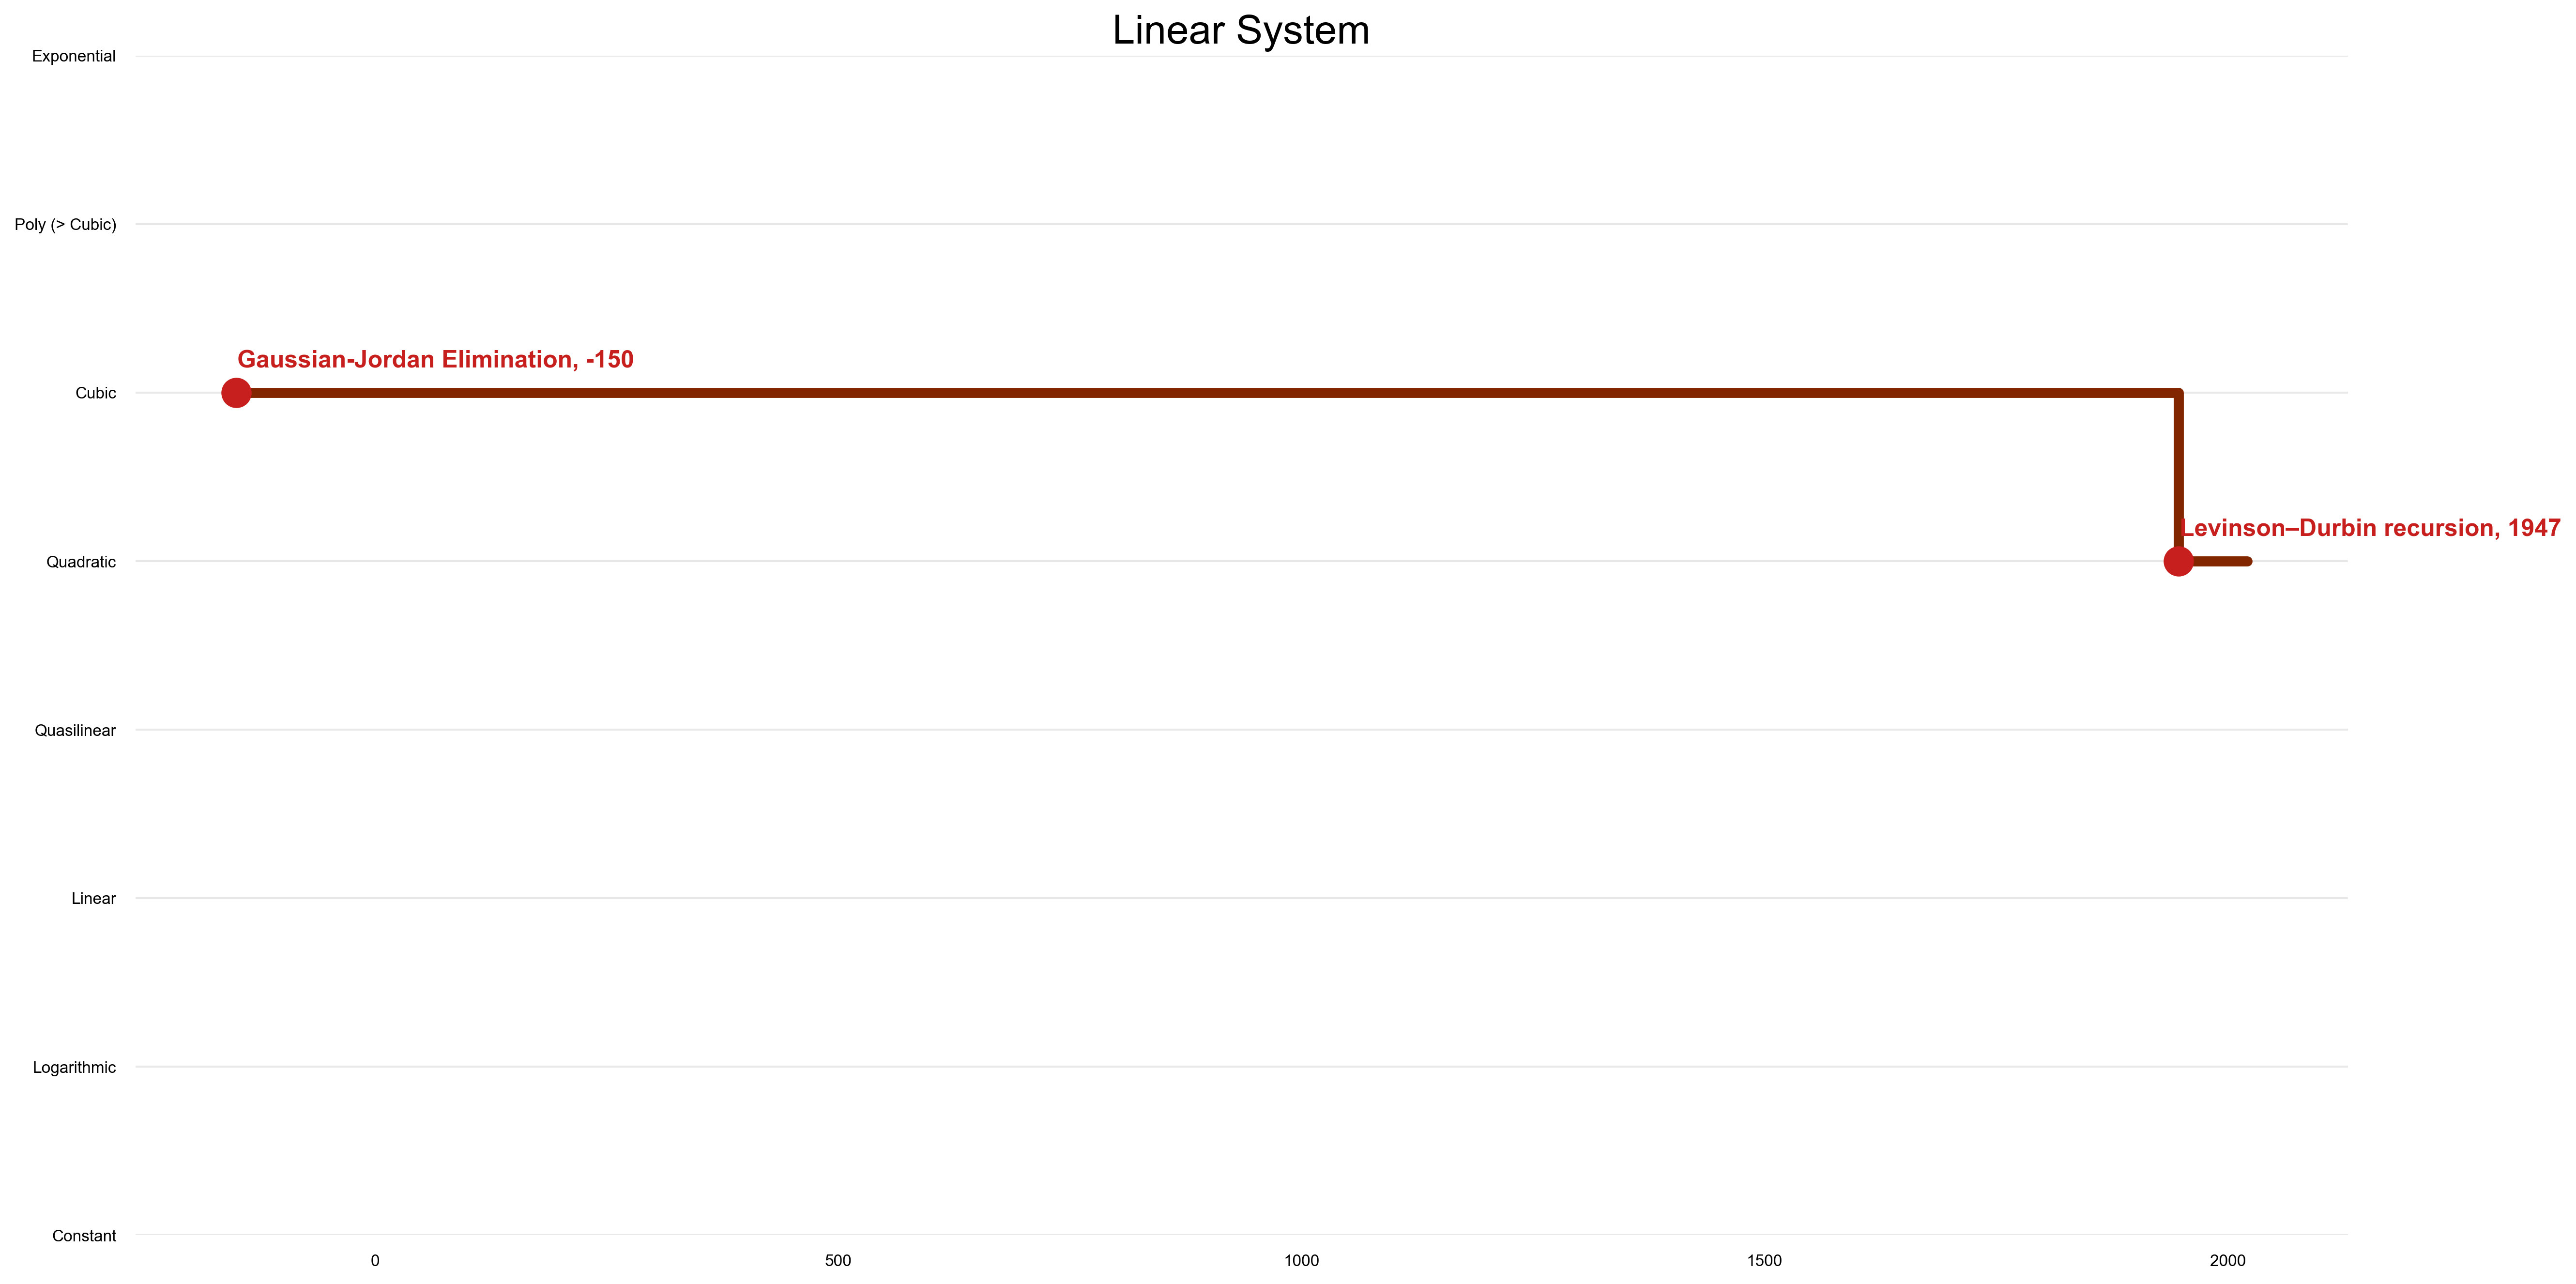 Linear System
Exponential
Poly (> Cubic)
Gaussian-Jordan Elimination, -150
Cubic
Levinson–Durbin recursion, 1947
Quadratic
Quasilinear
Linear
Logarithmic
Constant
0 500 1000 1500 2000